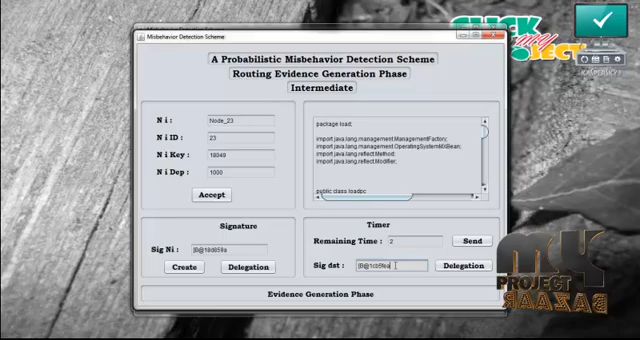 Misbehavior Detection Scheme
CLICK
my
A Probabilistic Misbehavior Detection Scheme
Routing Evidence Generation Phase
Intermediate
N i : Node_23
N i ID : 23
N i Key : 18049
N i Dep : 1000
Accept
package load;
import java.lang.management.ManagementFactory;
import java.lang.management.OperatingSystemMXBean;
import java.lang.reflect.Method;
import java.lang.reflect.Modifier;
public class loadpc
Signature
Sig Ni :
Create Delegation
Timer
Remaining Time : 2 Send
Sig dst : Delegation
Evidence Generation Phase
PROJECT
BAZAAR